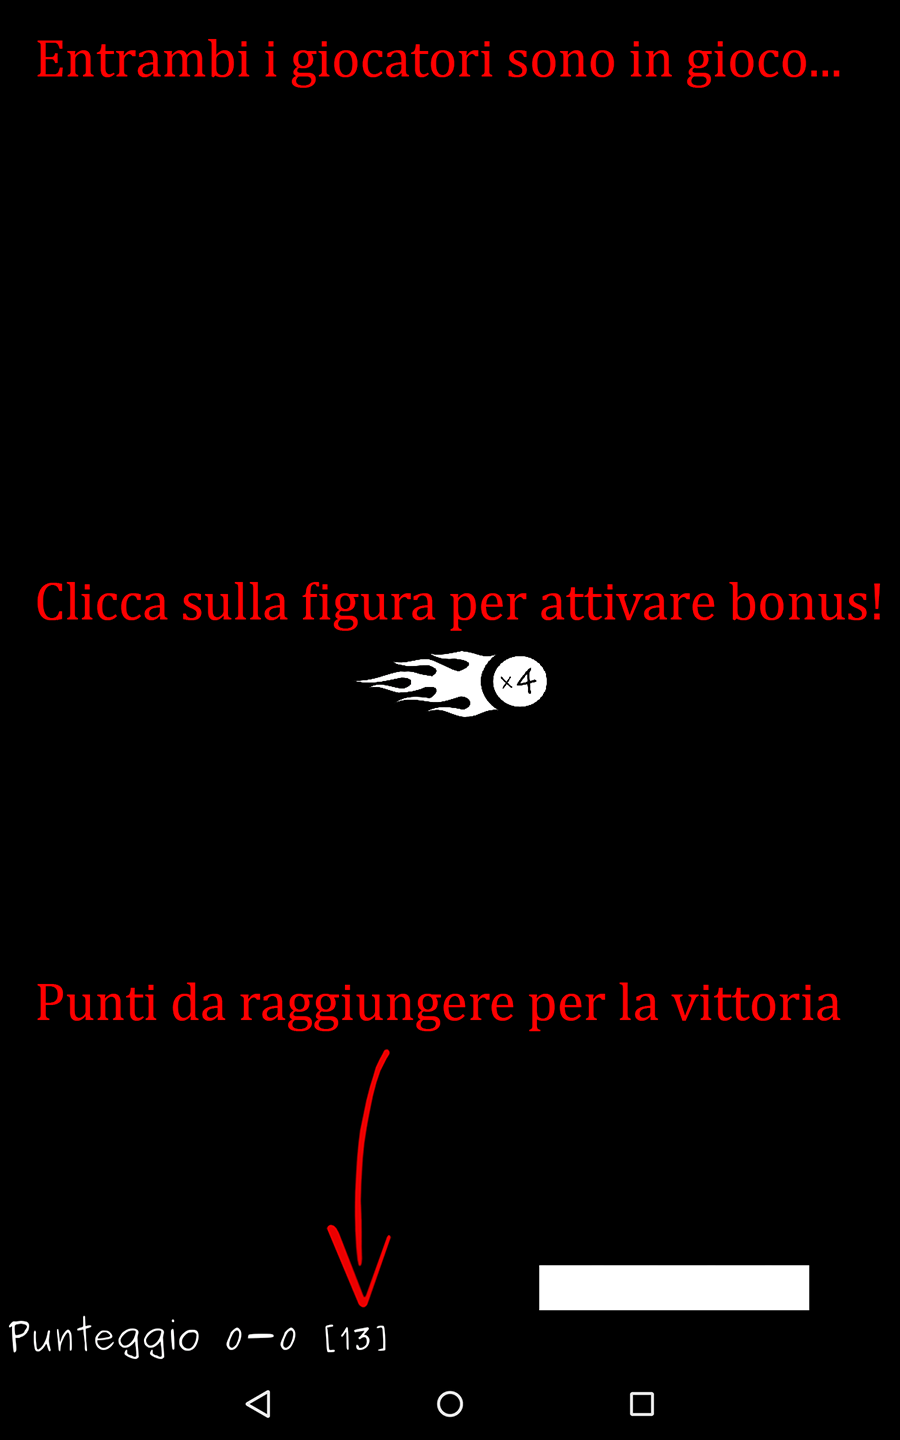 Entrambi i giocatori sono in gioco...
Clicca sulla figura per attivare bonus!
x4
Punti da raggiungere per la vittoria
Punteggio 0-0 [13]